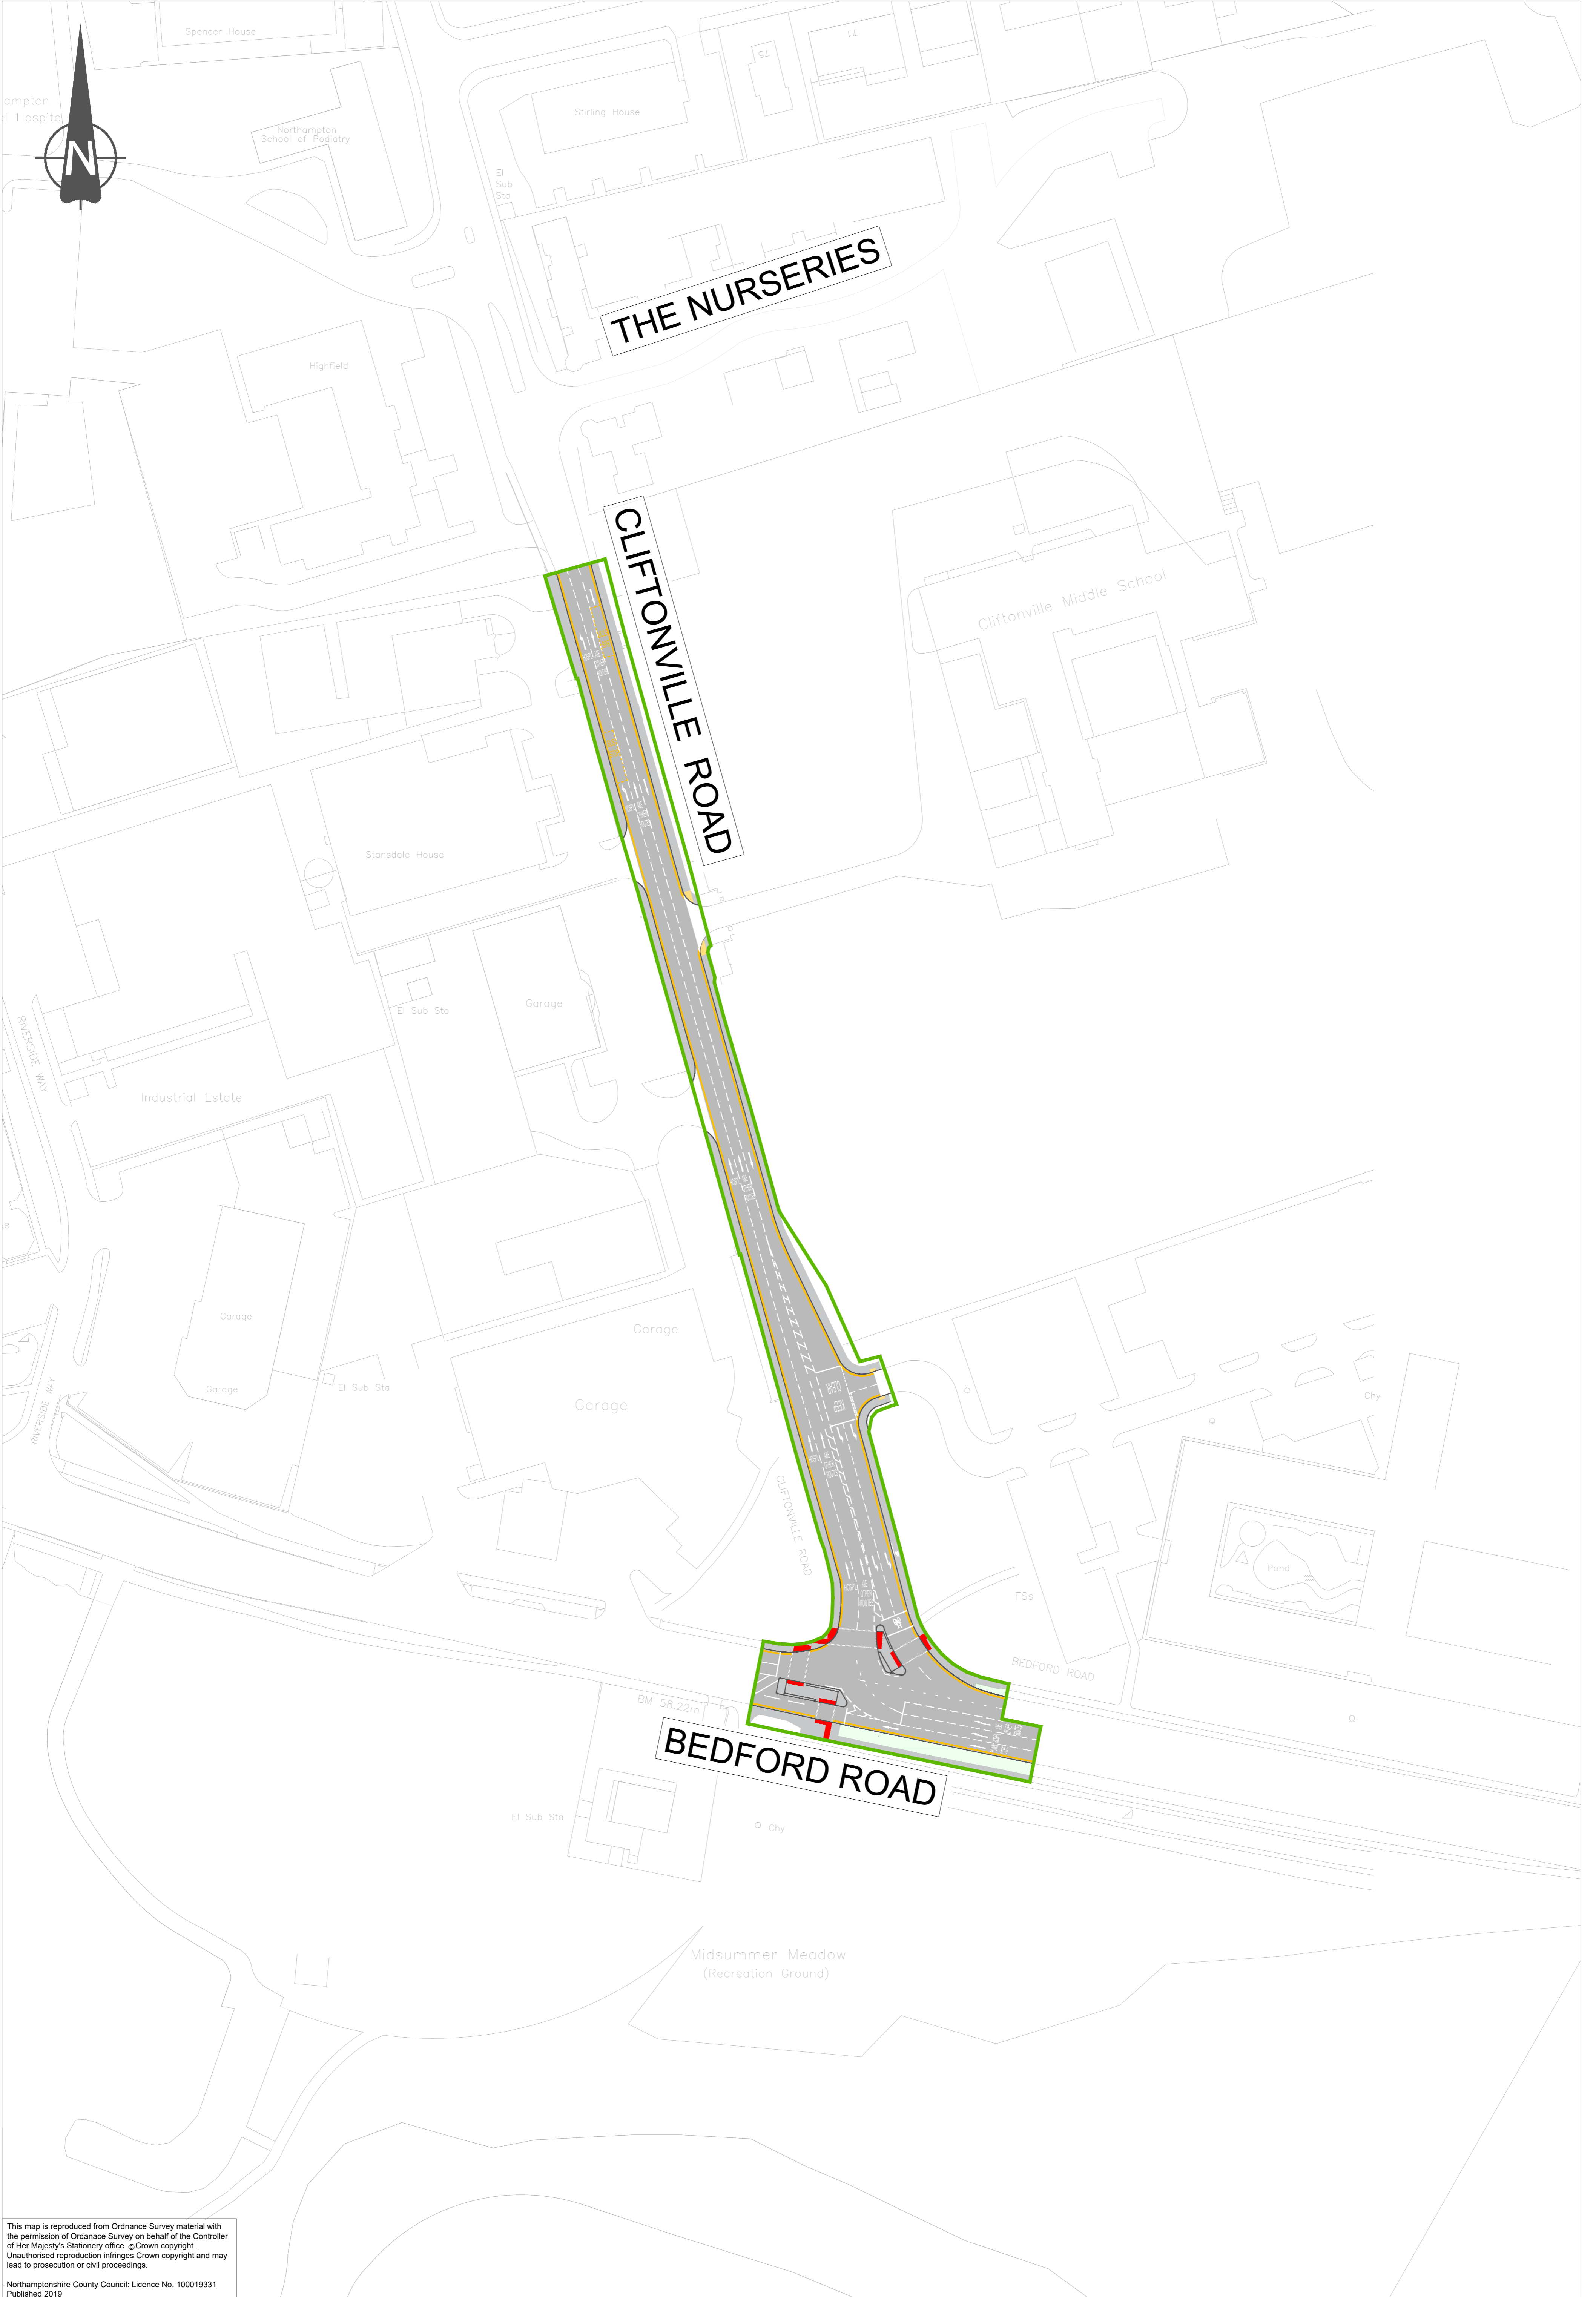 Spencer House
ampton
al Hospital
N
Northampton
School of Podiatry
Stirling House
75
71
El
Sub
Sta
THE NURSERIES
Highfield
CLIFTONVILLE ROAD
Cliftonville Middle School
Stansdale House
El Sub Sta
Garage
RIVERSIDE WAY
Industrial Estate
Garage
Garage
Garage
El Sub Sta
Garage
RIVERSIDE WAY
Chy
CLIFTONVILLE ROAD
Pond
FSs
BEDFORD ROAD
BM 58.22m
BEDFORD ROAD
El Sub Sta
Chy
Midsummer Meadow
(Recreation Ground)
This map is reproduced from Ordnance Survey material with
the permission of Ordanace Survey on behalf of the Controller
of Her Majesty's Stationery office ©Crown copyright .
Unauthorised reproduction infringes Crown copyright and may
lead to prosecution or civil proceedings.
Northamptonshire County Council: Licence No. 100019331
Published 2019